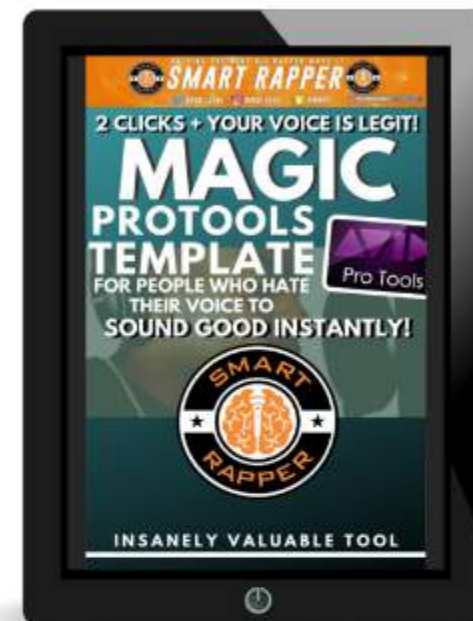 SMART RAPPER
2 CLICKS + YOUR VOICE IS LEGIT!
MAGIC
PROTOOLS
TEMPLATE
Pro Tools
FOR PEOPLE WHO HATE
THEIR VOICE TO
SOUND GOOD INSTANTLY!
SMART
RAPPER
INSANELY VALUABLE TOOL